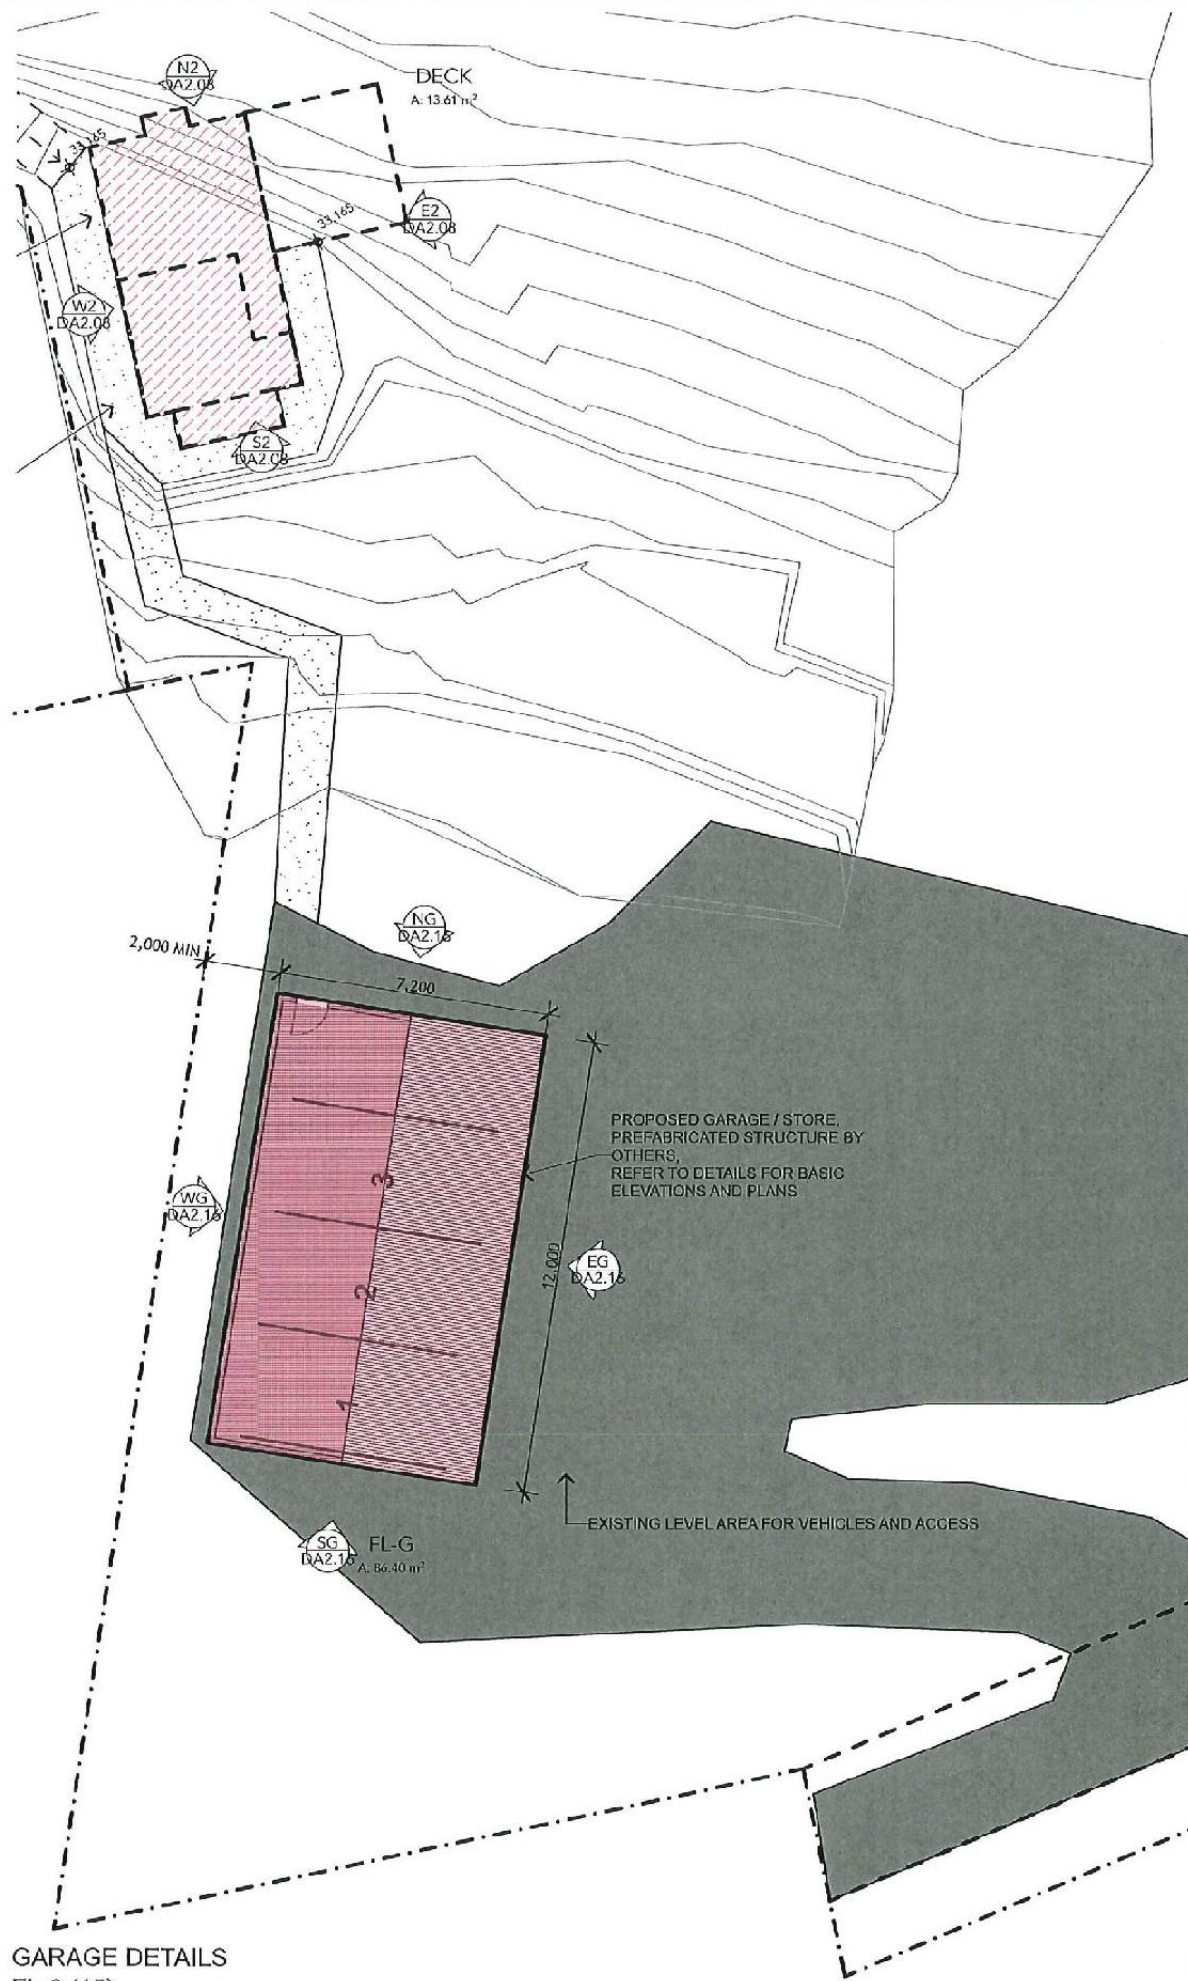 N2
DA2.08
DECK
A: 13.61 m²
33,165
E2
DA2.08
33,165
W2
DA2.08
S2
DA2.08
NG
DA2.16
2,000 MIN
7,200
PROPOSED GARAGE / STORE,
PREFABRICATED STRUCTURE BY
OTHERS,
REFER TO DETAILS FOR BASIC
ELEVATIONS AND PLANS
3
WG
DA2.16
12,000
EG
DA2.16
2
1
EXISTING LEVEL AREA FOR VEHICLES AND ACCESS
SG
DA2.16
FL-G
A: 86.40 m²
GARAGE DETAILS